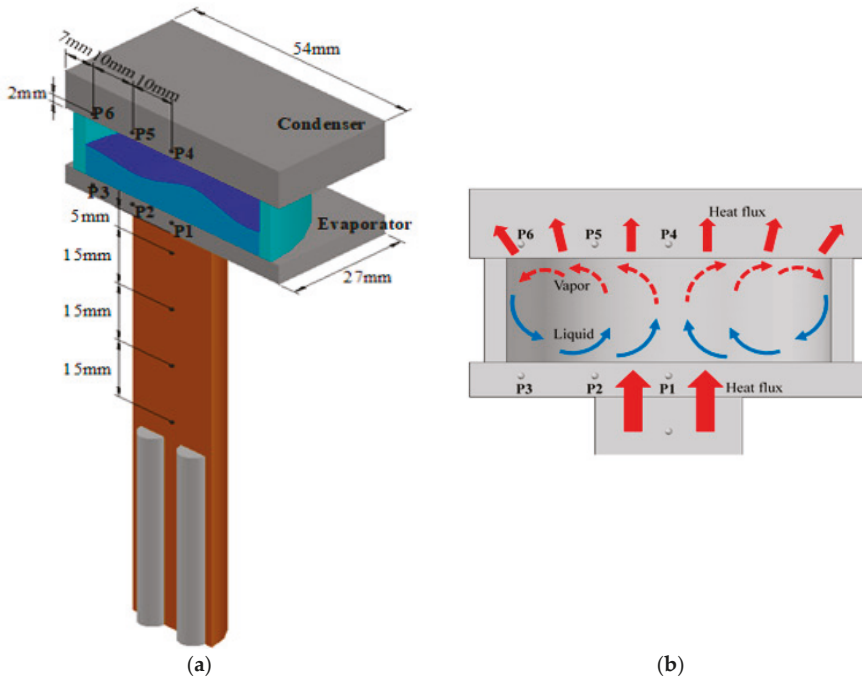 54mm
7mm
10mm
10mm
2mm
P6
P5
P4
Condenser
P3
P2
P1
Evaporator
5mm
15mm
15mm
15mm
27mm
Heat flux
P6
P5
P4
Vapor
Liquid
P3
P2
P1
Heat flux
(a)
(b)